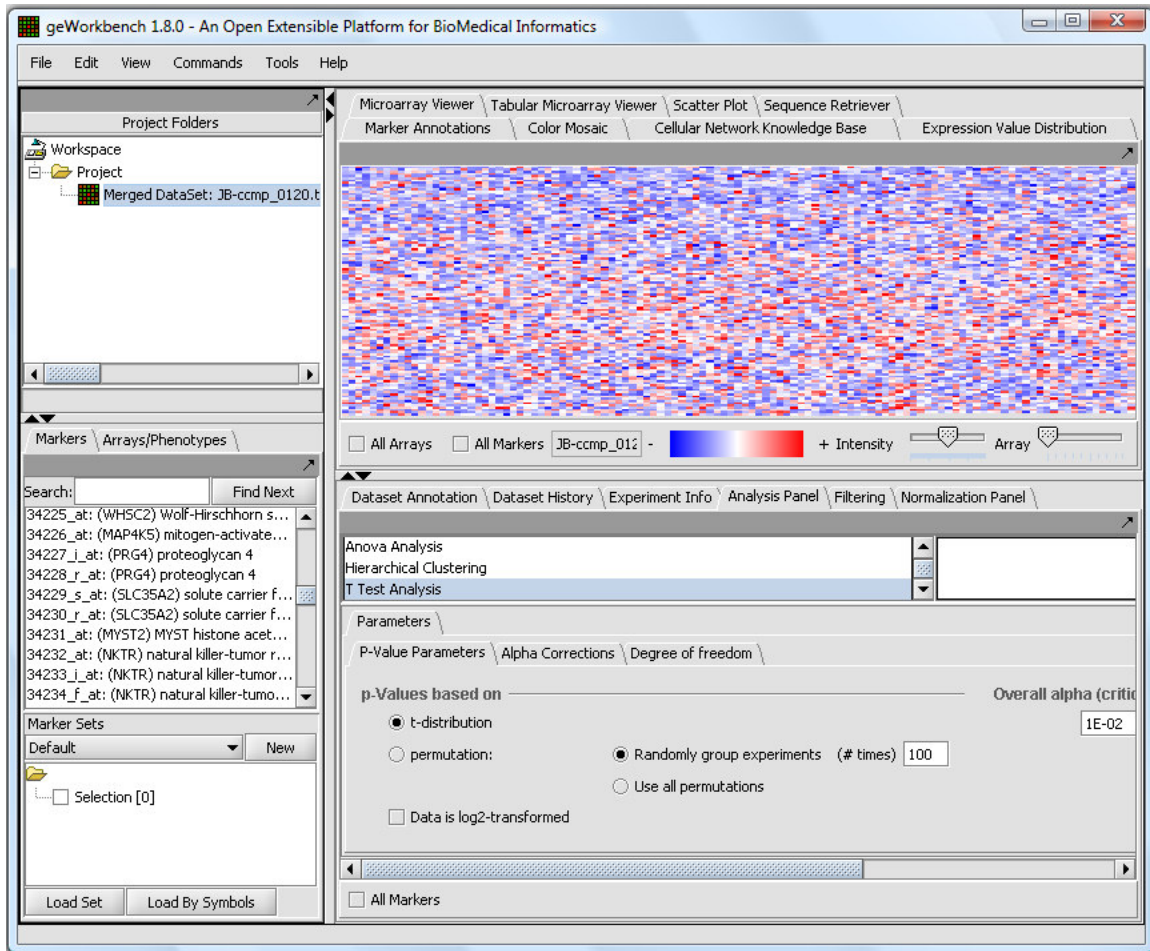 geWorkbench 1.8.0 - An Open Extensible Platform for BioMedical Informatics
File Edit View Commands Tools Help
Project Folders
Workspace
Project
Merged DataSet: JB-ccmp_0120.t
Markers Arrays/Phenotypes
Search: Find Next
34225_at: (WHSC2) Wolf-Hirschhorn s...
34226_at: (MAP4K5) mitogen-activate...
34227_i_at: (PRG4) proteoglycan 4
34228_r_at: (PRG4) proteoglycan 4
34229_s_at: (SLC35A2) solute carrier f...
34230_r_at: (SLC35A2) solute carrier f...
34231_at: (MYST2) MYST histone acet...
34232_at: (NKTR) natural killer-tumor r...
34233_i_at: (NKTR) natural killer-tumor...
34234_f_at: (NKTR) natural killer-tumo...
Marker Sets
Default New
Selection [0]
Load Set Load By Symbols
Microarray Viewer Tabular Microarray Viewer Scatter Plot Sequence Retriever
Marker Annotations Color Mosaic Cellular Network Knowledge Base Expression Value Distribution
All Arrays All Markers JB-ccmp_012 - + Intensity Array
Dataset Annotation Dataset History Experiment Info Analysis Panel Filtering Normalization Panel
Anova Analysis
Hierarchical Clustering
T Test Analysis
Parameters
P-Value Parameters Alpha Corrections Degree of freedom
p-Values based on Overall alpha (critic
t-distribution 1E-02
permutation: Randomly group experiments (# times) 100
Use all permutations
Data is log2-transformed
All Markers